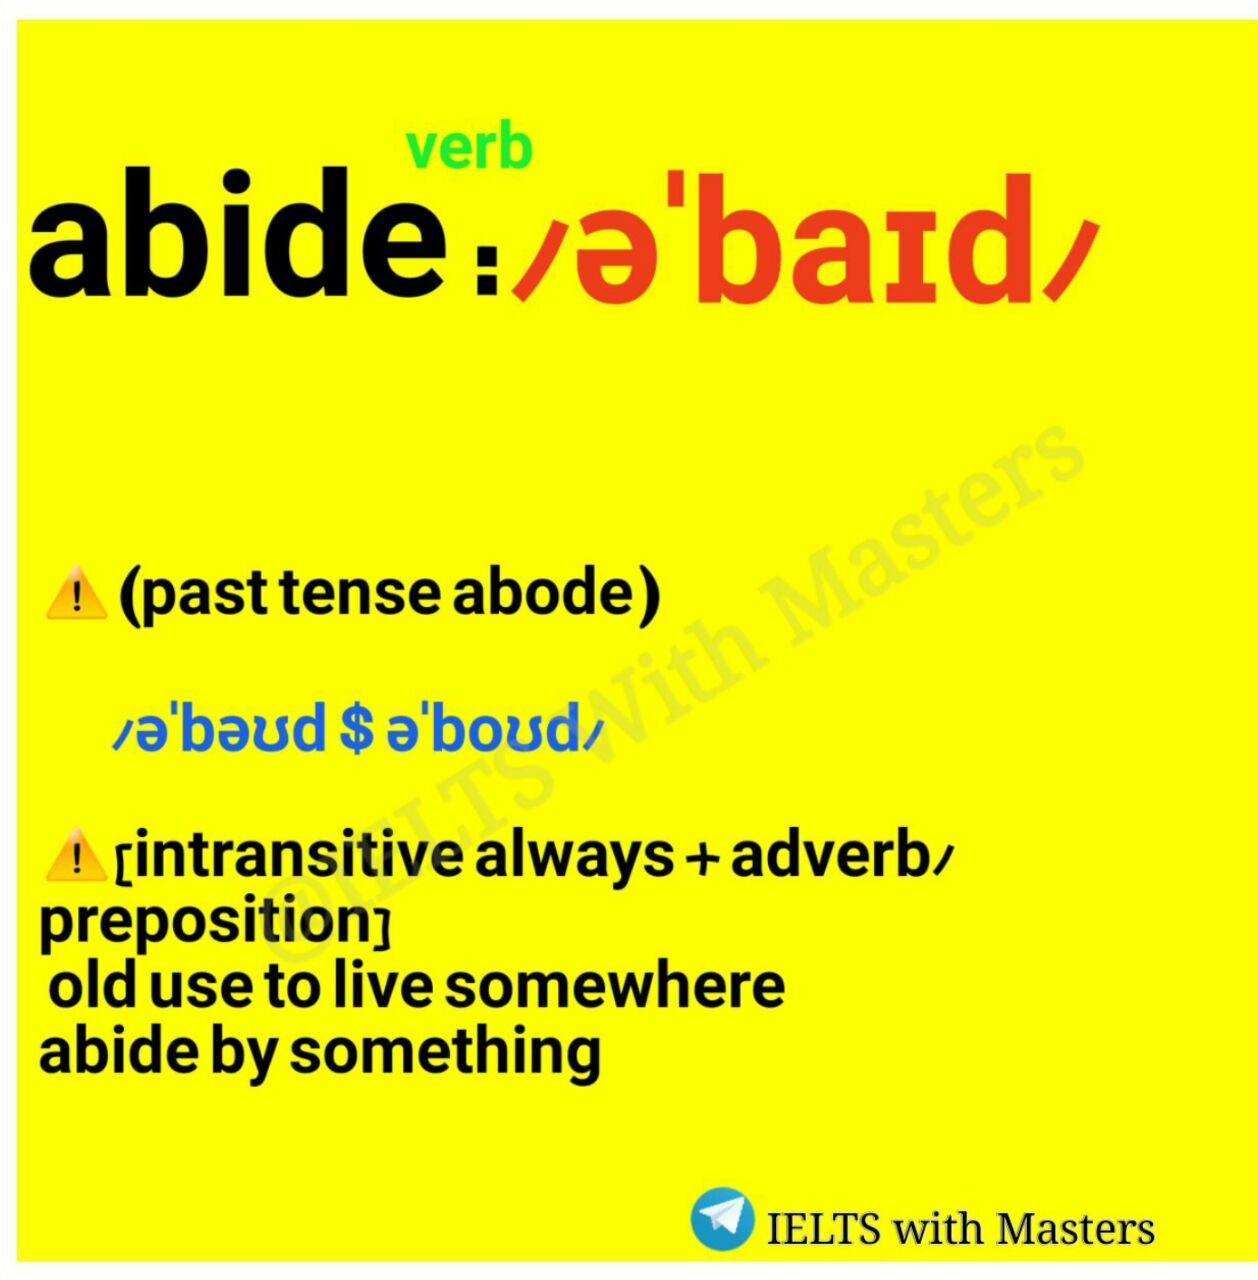 verb
abide : /əˈbaɪd/
⚠️ (past tense abode)
/əˈbəʊd $ əˈboʊd/
⚠️ [intransitive always + adverb/
preposition]
old use to live somewhere
abide by something
@IELTS With Masters
IELTS with Masters